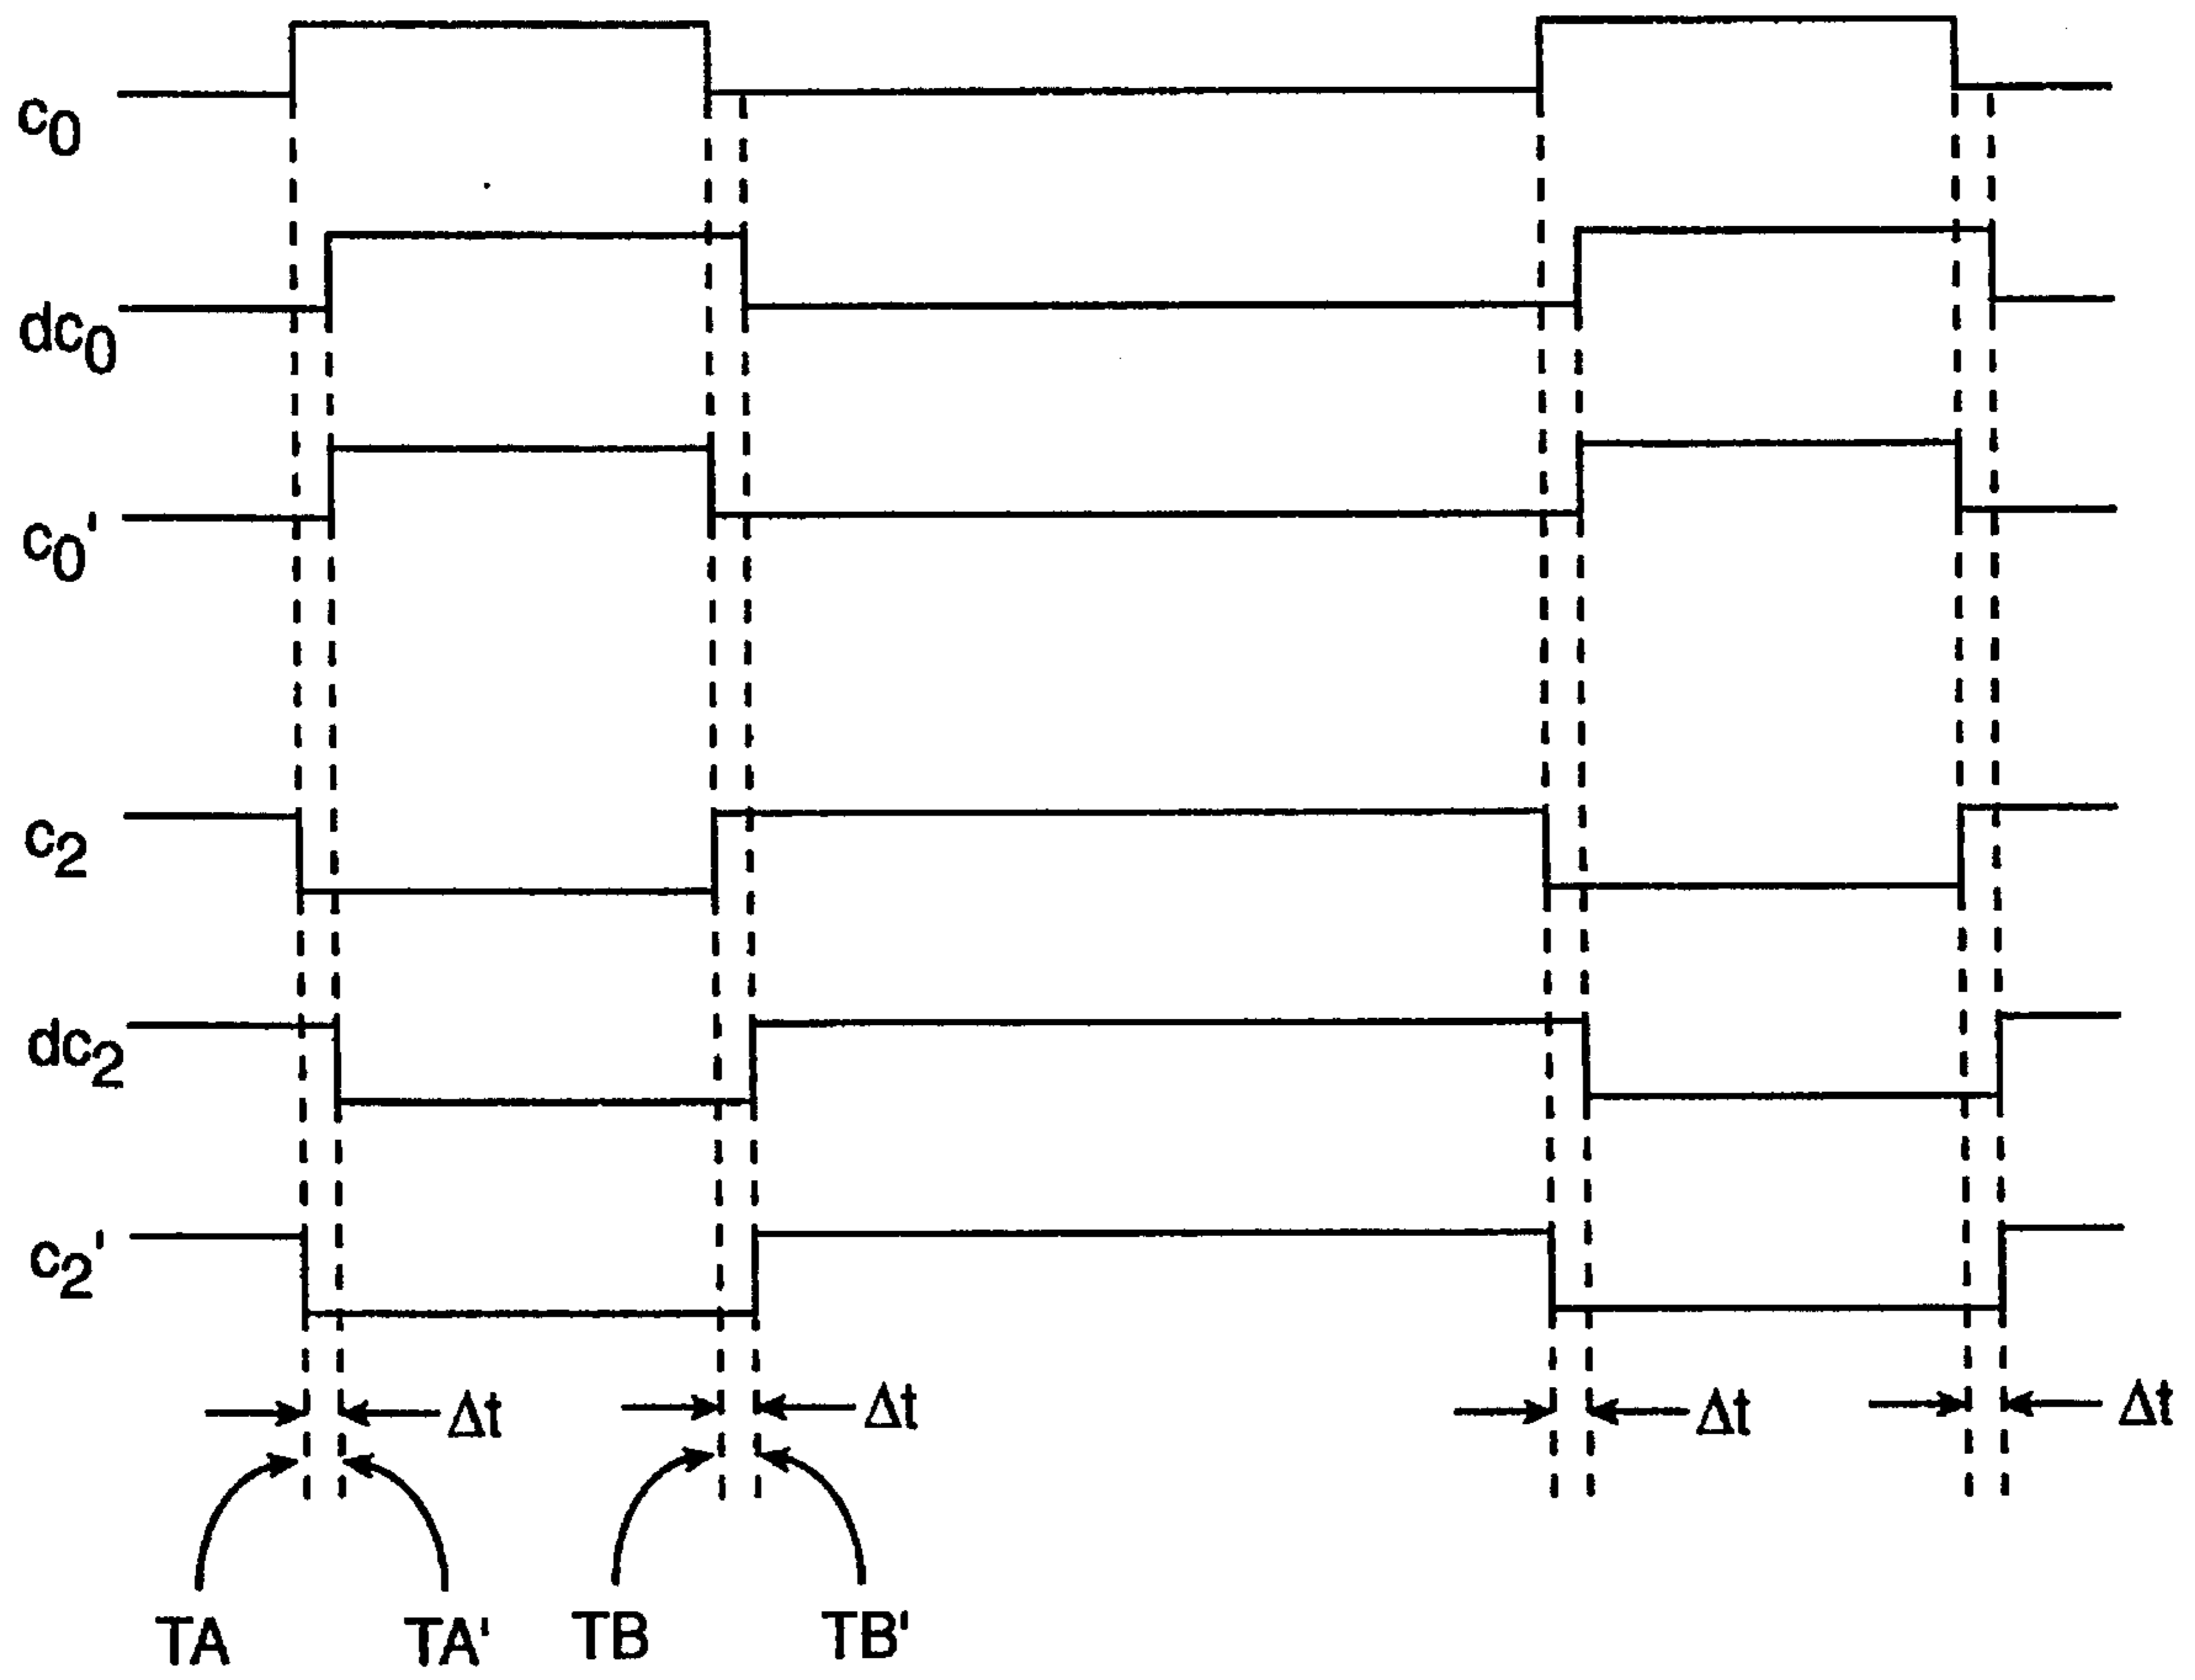 c0
dc0
c0'
c2
dc2
c2'
Δt Δt Δt Δt
TA TA' TB TB'